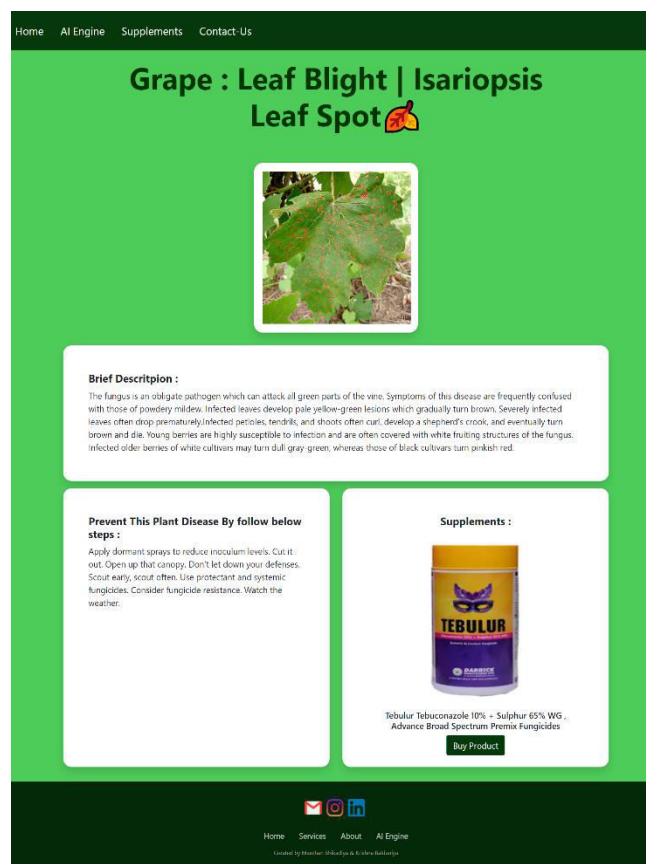 Home AI Engine Supplements Contact-Us
Grape : Leaf Blight | Isariopsis
Leaf Spot
Brief Descritpion :
The fungus is an obligate pathogen which can attack all green parts of the vine. Symptoms of this disease are frequently confused
with those of powdery mildew. Infected leaves develop pale yellow-green lesions which gradually turn brown. Severely infected
leaves often drop prematurely.Infected petioles, tendrils, and shoots often curl, develop a shepherd's crook, and eventually turn
brown and die. Young berries are highly susceptible to infection and are often covered with white fruiting structures of the fungus.
Infected older berries of white cultivars may turn dull gray-green, whereas those of black cultivars turn pinkish red.
Prevent This Plant Disease By follow below
steps :
Apply dormant sprays to reduce inoculum levels. Cut it
out. Open up that canopy. Don't let down your defenses.
Scout early, scout often. Use protectant and systemic
fungicides. Consider fungicide resistance. Watch the
weather.
Supplements :
TEBULUR
Tebulur Tebuconazole 10% + Sulphur 65% WG ,
Advance Broad Spectrum Premix Fungicides
Buy Product
Home Services About AI Engine
Created by & Krishna